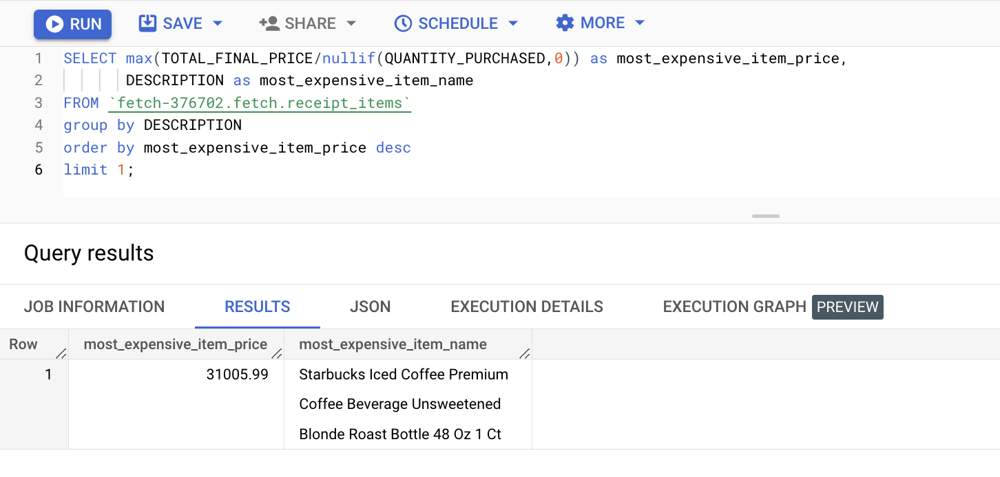 RUN SAVE SHARE SCHEDULE MORE
1 SELECT max(TOTAL_FINAL_PRICE/nullif(QUANTITY_PURCHASED,0)) as most_expensive_item_price,
2 DESCRIPTION as most_expensive_item_name
3 FROM `fetch-376702.fetch.receipt_items`
4 group by DESCRIPTION
5 order by most_expensive_item_price desc
6 limit 1;
Query results
JOB INFORMATION RESULTS JSON EXECUTION DETAILS EXECUTION GRAPH PREVIEW
Row most_expensive_item_price most_expensive_item_name
1 31005.99 Starbucks Iced Coffee Premium
Coffee Beverage Unsweetened
Blonde Roast Bottle 48 Oz 1 Ct